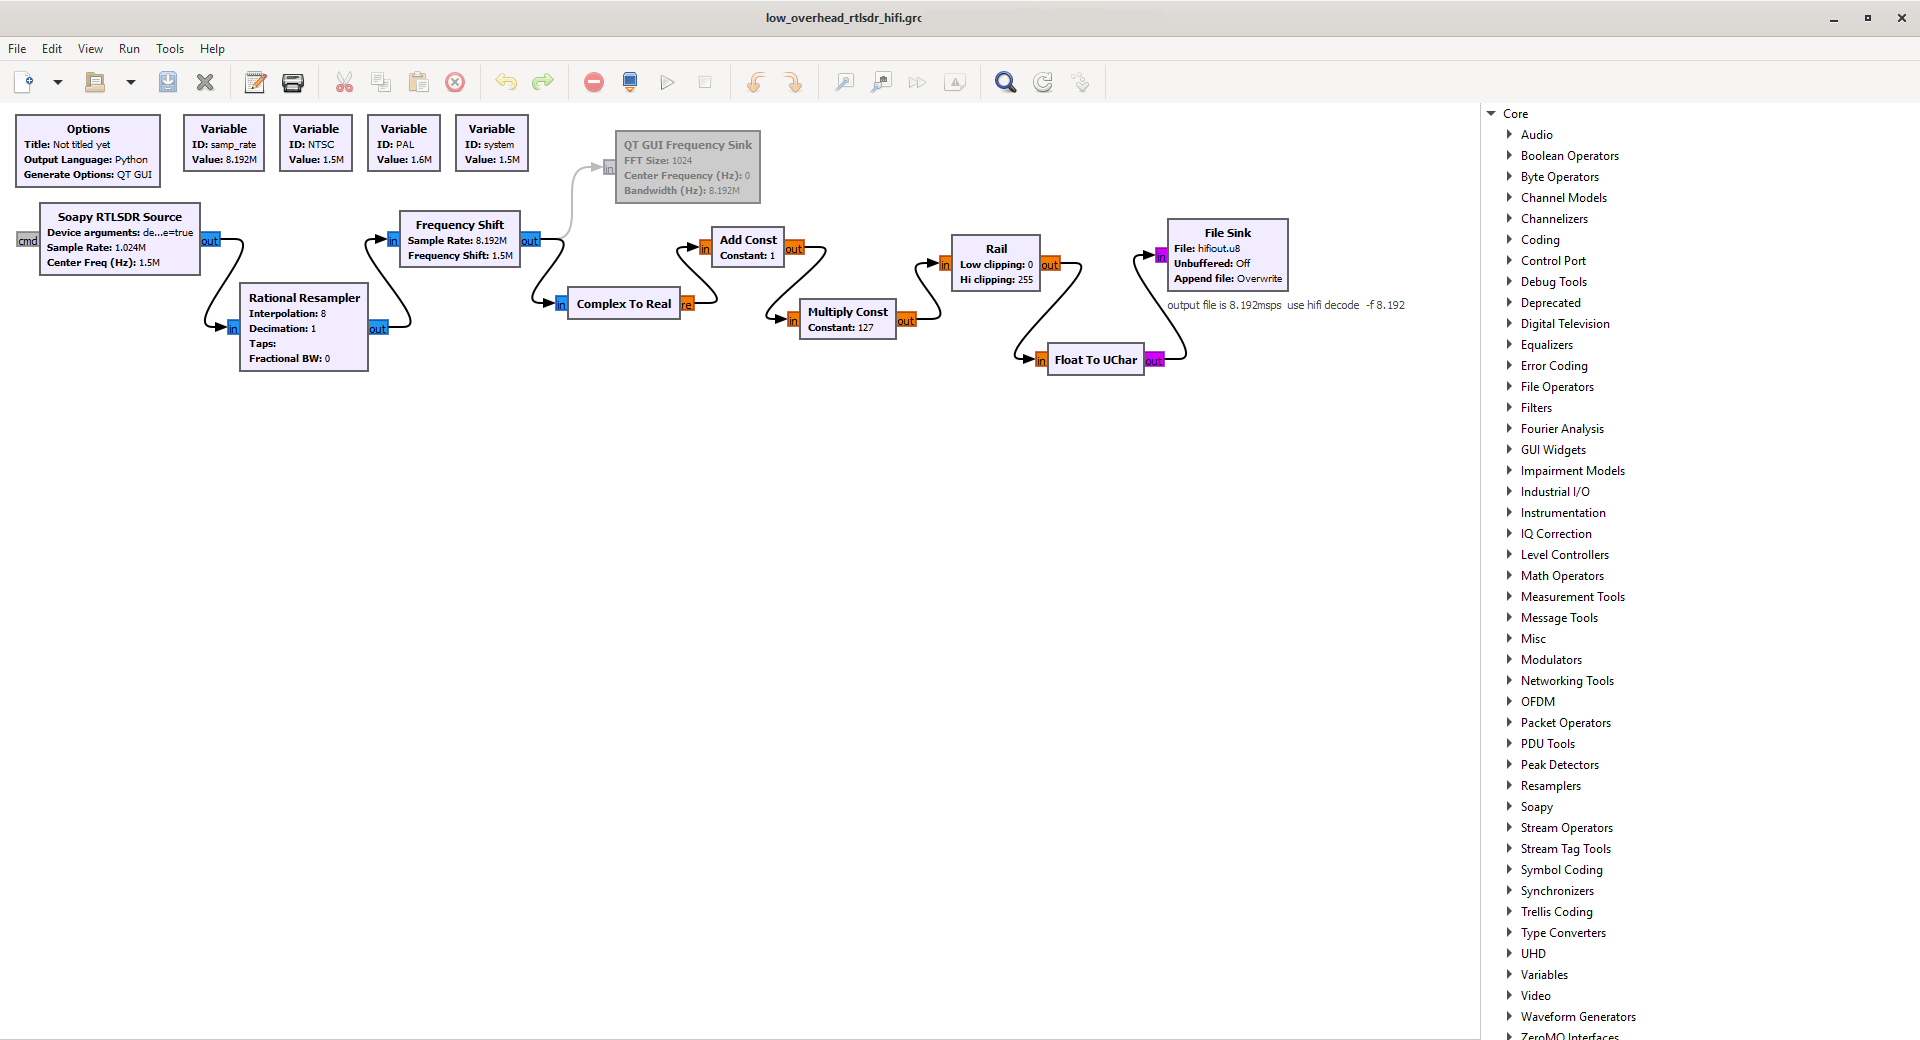 low_overhead_rtlsdr_hifi.grc
File Edit View Run Tools Help
Options
Title: Not titled yet
Output Language: Python
Generate Options: QT GUI
Variable
ID: samp_rate
Value: 8.192M
Variable
ID: NTSC
Value: 1.5M
Variable
ID: PAL
Value: 1.6M
Variable
ID: system
Value: 1.5M
QT GUI Frequency Sink
FFT Size: 1024
Center Frequency (Hz): 0
Bandwidth (Hz): 8.192M
in
Soapy RTLSDR Source
Device arguments: de...e=true
Sample Rate: 1.024M
Center Freq (Hz): 1.5M
cmd
out
Rational Resampler
Interpolation: 8
Decimation: 1
Taps:
Fractional BW: 0
in
out
Frequency Shift
Sample Rate: 8.192M
Frequency Shift: 1.5M
in
out
Complex To Real
in
re
Add Const
Constant: 1
in
out
Multiply Const
Constant: 127
in
out
Rail
Low clipping: 0
Hi clipping: 255
in
out
Float To UChar
in
out
File Sink
File: hifiout.u8
Unbuffered: Off
Append file: Overwrite
in
output file is 8.192msps use hifi decode -f 8.192
Core
Audio
Boolean Operators
Byte Operators
Channel Models
Channelizers
Coding
Control Port
Debug Tools
Deprecated
Digital Television
Equalizers
Error Coding
File Operators
Filters
Fourier Analysis
GUI Widgets
Impairment Models
Industrial I/O
Instrumentation
IQ Correction
Level Controllers
Math Operators
Measurement Tools
Message Tools
Misc
Modulators
Networking Tools
OFDM
Packet Operators
PDU Tools
Peak Detectors
Resamplers
Soapy
Stream Operators
Stream Tag Tools
Symbol Coding
Synchronizers
Trellis Coding
Type Converters
UHD
Variables
Video
Waveform Generators
ZeroMQ Interfaces